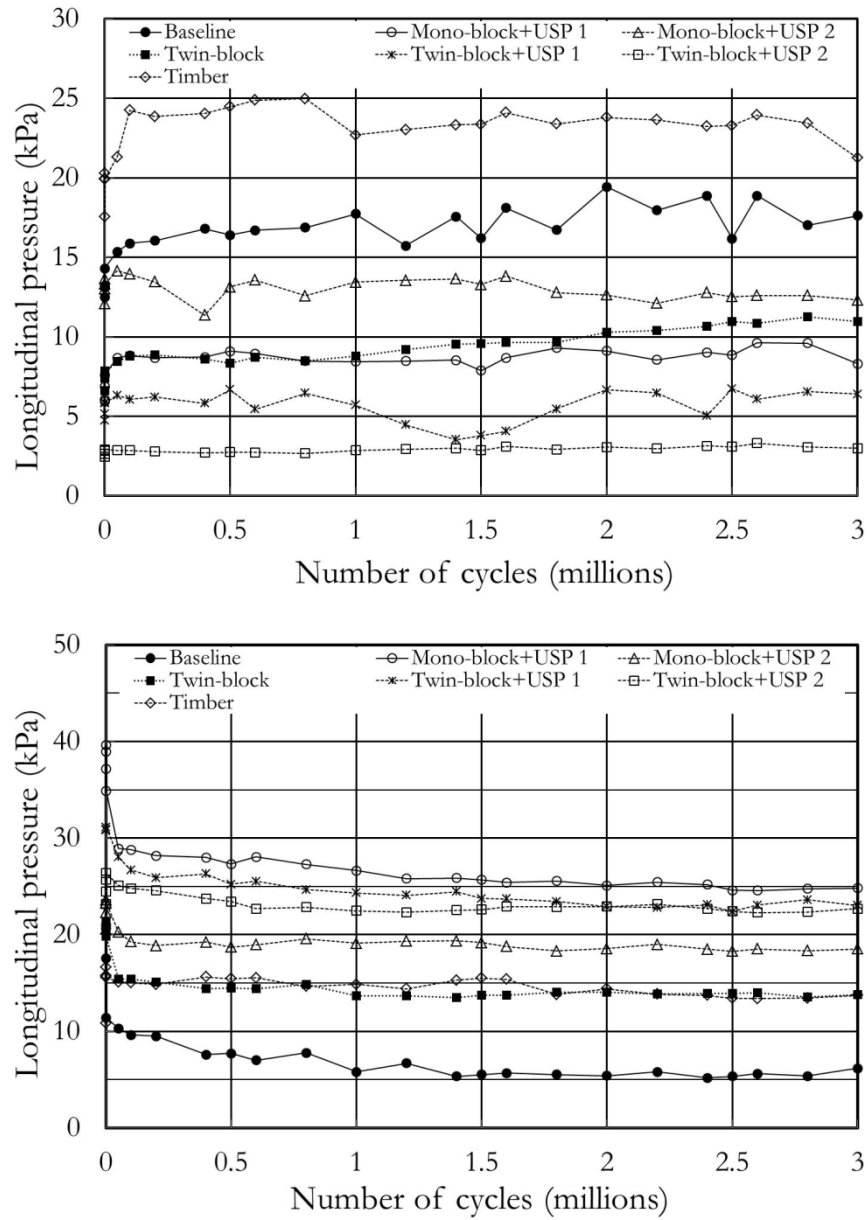 Baseline Mono-block+USP 1 Mono-block+USP 2
Twin-block Twin-block+USP 1 Twin-block+USP 2
Timber
Longitudinal pressure (kPa)
30
25
20
15
10
5
0
0 0.5 1 1.5 2 2.5 3
Number of cycles (millions)
Baseline Mono-block+USP 1 Mono-block+USP 2
Twin-block Twin-block+USP 1 Twin-block+USP 2
Timber
Longitudinal pressure (kPa)
50
40
30
20
10
0
0 0.5 1 1.5 2 2.5 3
Number of cycles (millions)